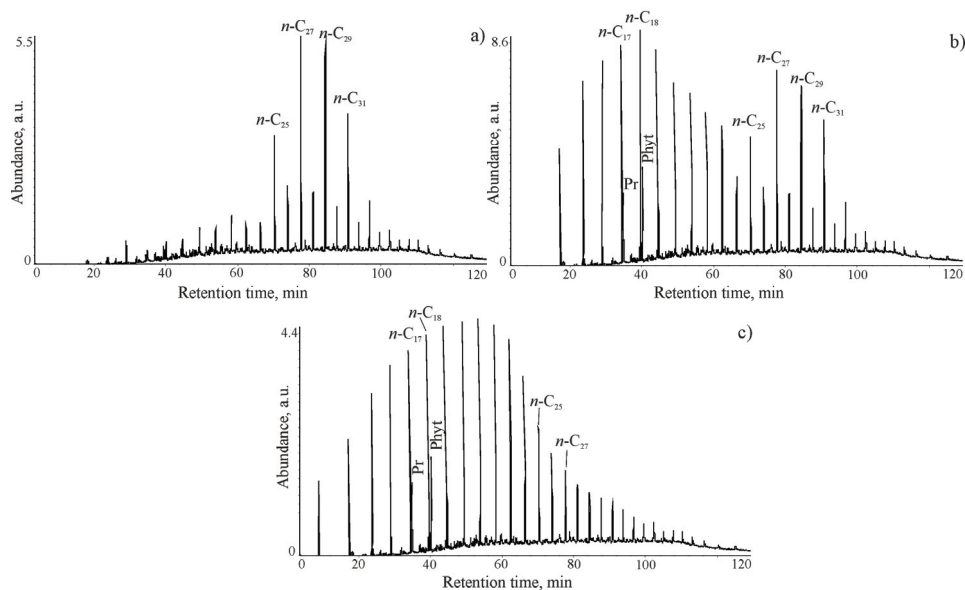 a)
5.5
n-C27
n-C29
n-C31
n-C25
Abundance, a.u.
0
0 20 40 60 80 100 120
Retention time, min
b)
8.6
n-C18
n-C17
n-C27
n-C29
n-C31
n-C25
Pr
Phyt
Abundance, a.u.
0
0 20 40 60 80 100 120
Retention time, min
c)
4.4
n-C18
n-C17
n-C25
n-C27
Pr
Phyt
Abundance, a.u.
0
0 20 40 60 80 100 120
Retention time, min